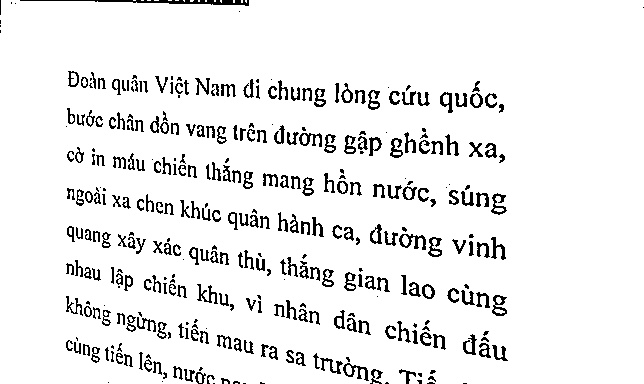 Đoàn quân Việt Nam đi chung lòng cứu quốc,
bước chân dồn vang trên đường gập ghềnh xa,
cờ in máu chiến thắng mang hồn nước, súng
ngoài xa chen khúc quân hành ca, đường vinh
quang xây xác quân thù, thắng gian lao cùng
nhau lập chiến khu, vì nhân dân chiến đấu
không ngừng, tiến mau ra sa trường,
cùng tiến lên, nước